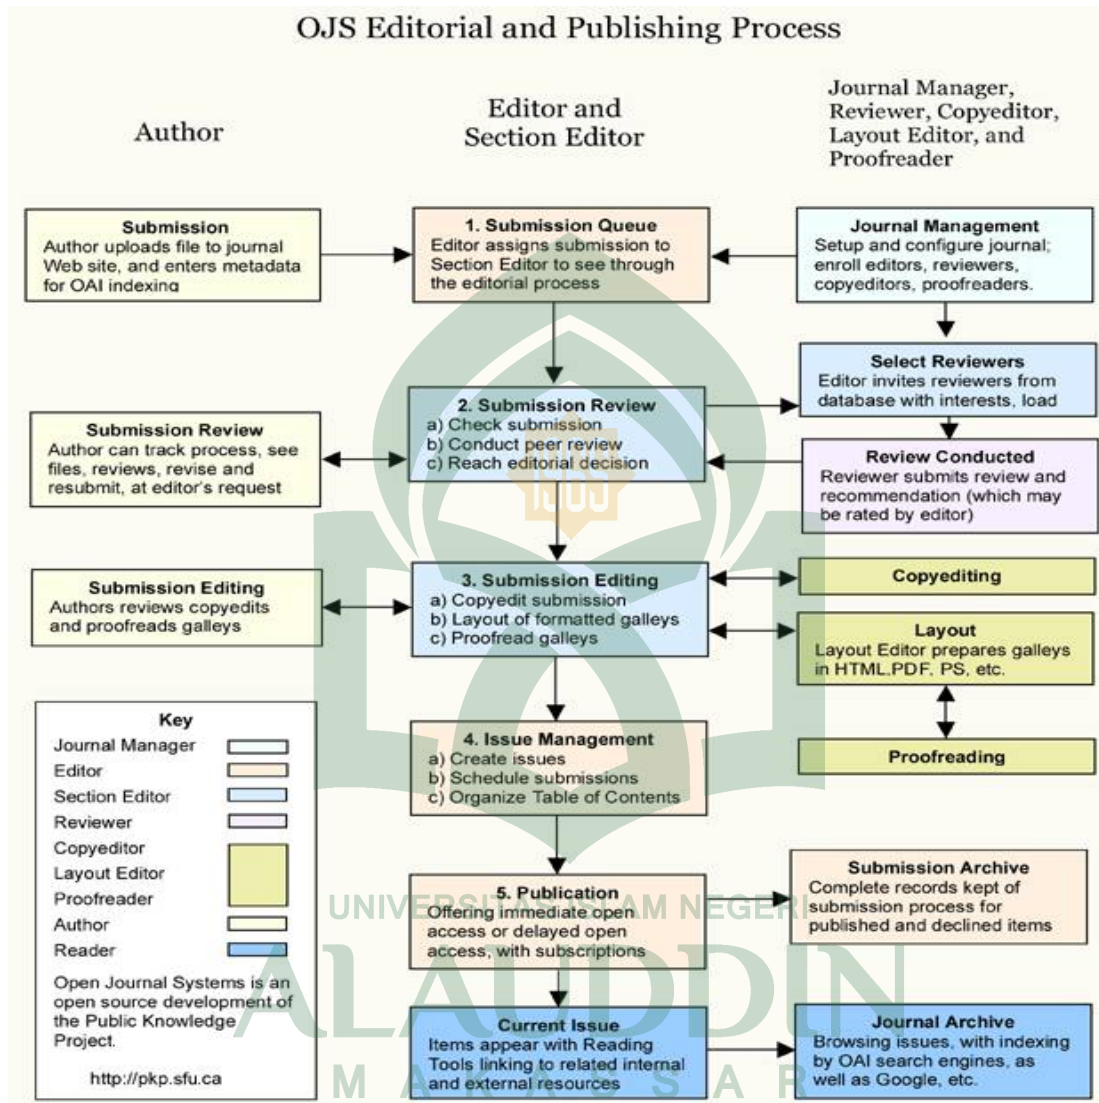 OJS Editorial and Publishing Process
Author
Editor and
Section Editor
Journal Manager,
Reviewer, Copyeditor,
Layout Editor, and
Proofreader
Submission
Author uploads file to journal
Web site, and enters metadata
for OAI indexing
1. Submission Queue
Editor assigns submission to
Section Editor to see through
the editorial process
Journal Management
Setup and configure journal;
enroll editors, reviewers,
copyeditors, proofreaders.
Select Reviewers
Editor invites reviewers from
database with interests, load
Submission Review
Author can track process, see
files, reviews, revise and
resubmit, at editor's request
2. Submission Review
a) Check submission
b) Conduct peer review
c) Reach editorial decision
Review Conducted
Reviewer submits review and
recommendation (which may
be rated by editor)
Submission Editing
Authors reviews copyedits
and proofreads galleys
3. Submission Editing
a) Copyedit submission
b) Layout of formatted galleys
c) Proofread galleys
Copyediting
Layout
Layout Editor prepares galleys
in HTML.PDF, PS, etc.
Proofreading
4. Issue Management
a) Create issues
b) Schedule submissions
c) Organize Table of Contents
Key
Journal Manager
Editor
Section Editor
Reviewer
Copyeditor
Layout Editor
Proofreader
Author
Reader
Open Journal Systems is an
open source development of
the Public Knowledge
Project.
http://pkp.sfu.ca
5. Publication
Offering immediate open
access or delayed open
access, with subscriptions
Submission Archive
Complete records kept of
submission process for
published and declined items
Current Issue
Items appear with Reading
Tools linking to related internal
and external resources
Journal Archive
Browsing issues, with indexing
by OAI search engines, as
well as Google, etc.
UNIVERSITAS ISLAM NEGERI
ALAUDDIN
MAKASSAR